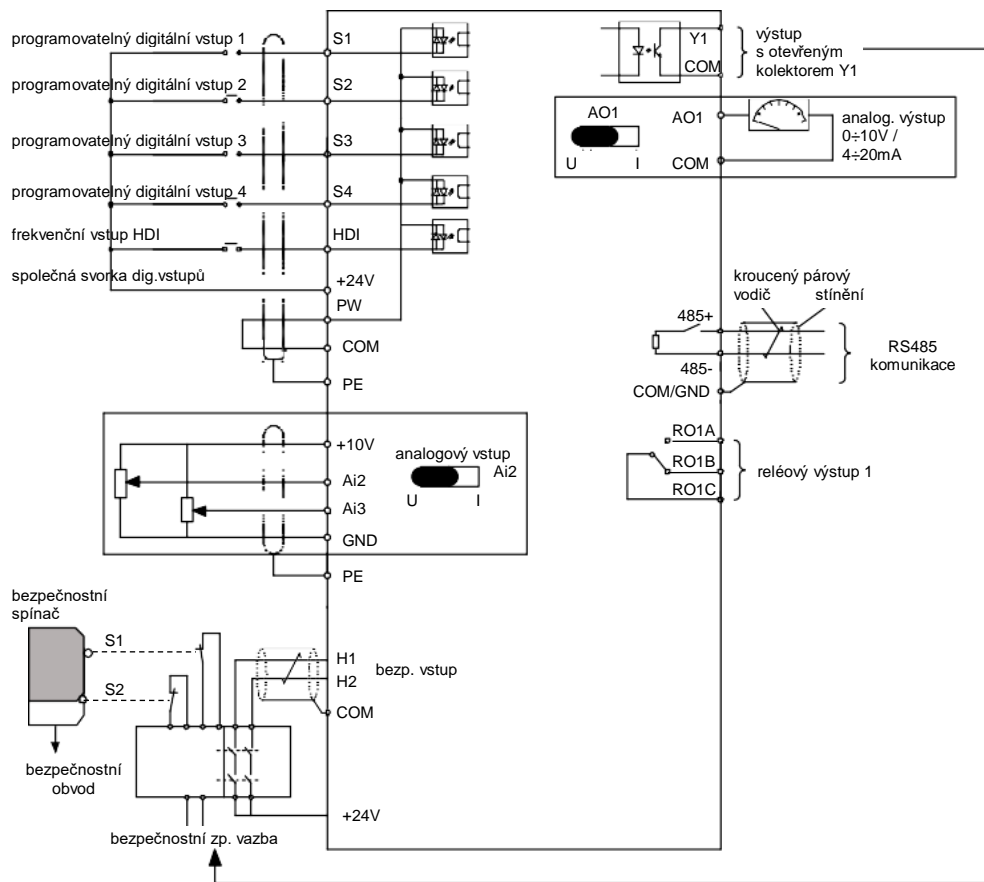 programovatelný digitální vstup 1
S1
programovatelný digitální vstup 2
S2
programovatelný digitální vstup 3
S3
programovatelný digitální vstup 4
S4
frekvenční vstup HDI
HDI
společná svorka dig.vstupů
+24V
PW
COM
PE
Y1
COM
výstup
s otevřeným
kolektorem Y1
AO1
U
I
AO1
COM
analog. výstup
0÷10V /
4÷20mA
kroucený párový
vodič
stínění
485+
485-
COM/GND
RS485
komunikace
+10V
Ai2
Ai3
GND
PE
analogový vstup
Ai2
U
I
RO1A
RO1B
RO1C
reléový výstup 1
bezpečnostní
spínač
S1
S2
bezpečnostní
obvod
H1
H2
COM
bezp. vstup
+24V
bezpečnostní zp. vazba